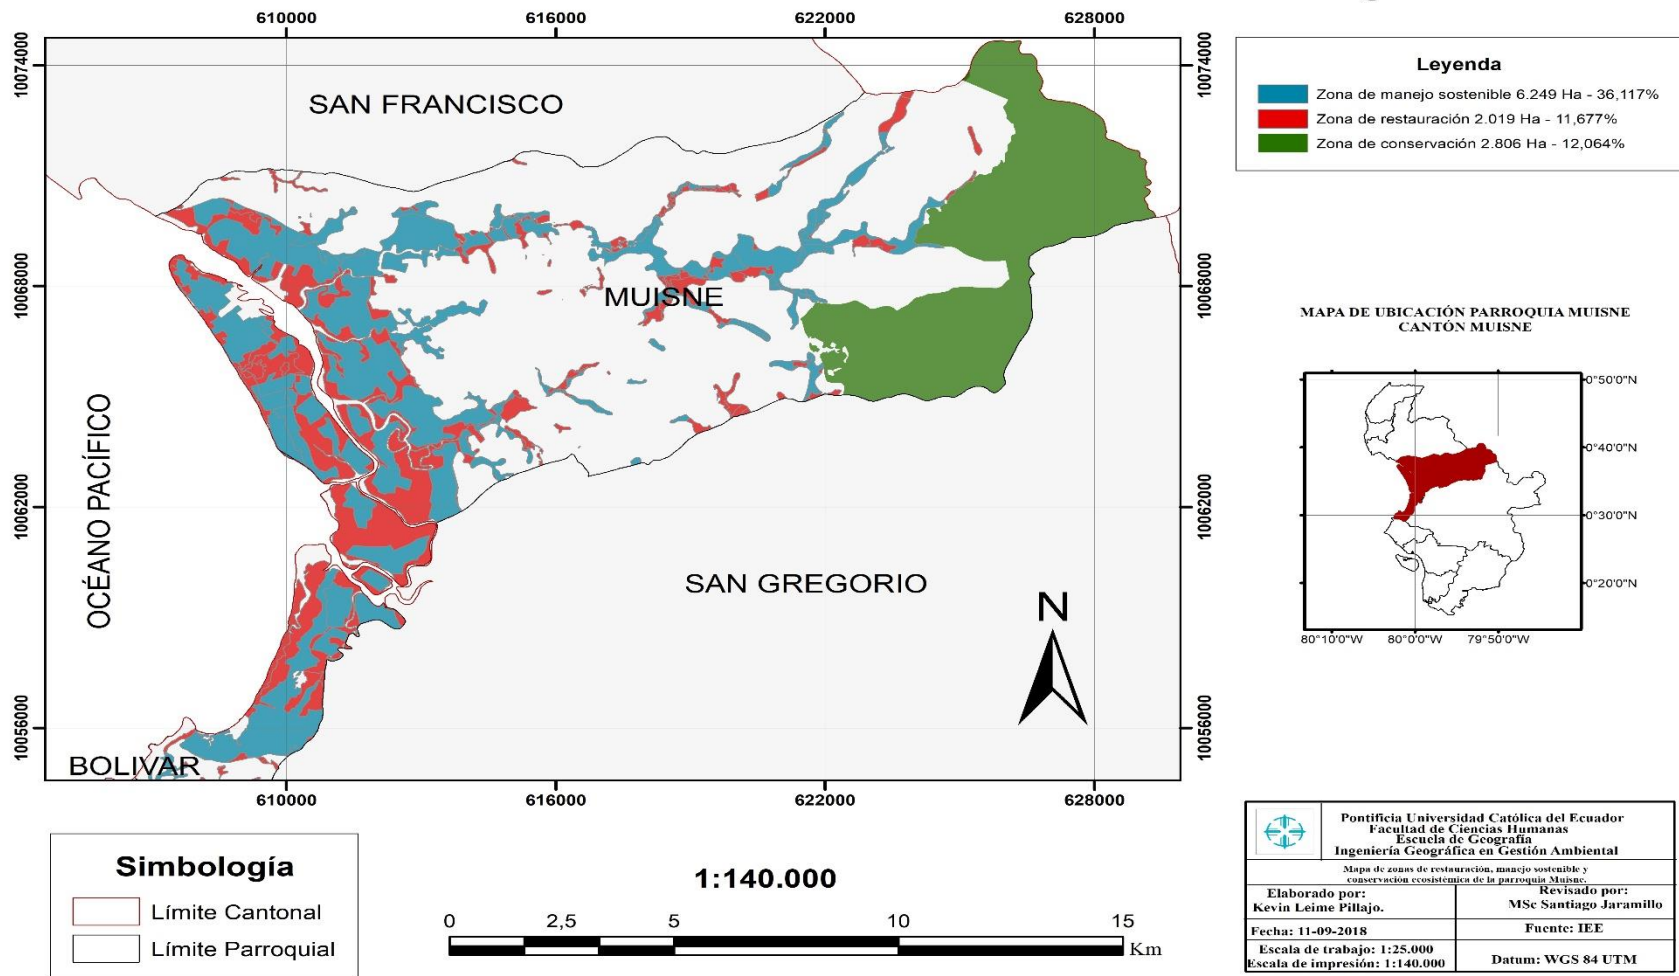 610000
616000
622000
628000
10074000
10074000
SAN FRANCISCO
Leyenda
Zona de manejo sostenible 6.249 Ha - 36,117%
Zona de restauración 2.019 Ha - 11,677%
Zona de conservación 2.806 Ha - 12,064%
10068000
10068000
MUISNE
OCÉANO PACÍFICO
10062000
10062000
SAN GREGORIO
N
10056000
10056000
BOLIVAR
610000
616000
622000
628000
MAPA DE UBICACIÓN PARROQUIA MUISNE
CANTÓN MUISNE
0°50'0"N
0°40'0"N
0°30'0"N
0°20'0"N
80°10'0"W
80°0'0"W
79°50'0"W
Simbología
Límite Cantonal
Límite Parroquial
1:140.000
0
2,5
5
10
15
Km
Pontificia Universidad Católica del Ecuador
Facultad de Ciencias Humanas
Escuela de Geografía
Ingeniería Geográfica en Gestión Ambiental
Mapa de zonas de restauración, manejo sostenible y
conservación ecosistémica de la parroquia Muisne.
Elaborado por:
Kevin Leime Pillajo.
Revisado por:
MSc Santiago Jaramillo
Fecha: 11-09-2018
Fuente: IEE
Escala de trabajo: 1:25.000
Escala de impresión: 1:140.000
Datum: WGS 84 UTM